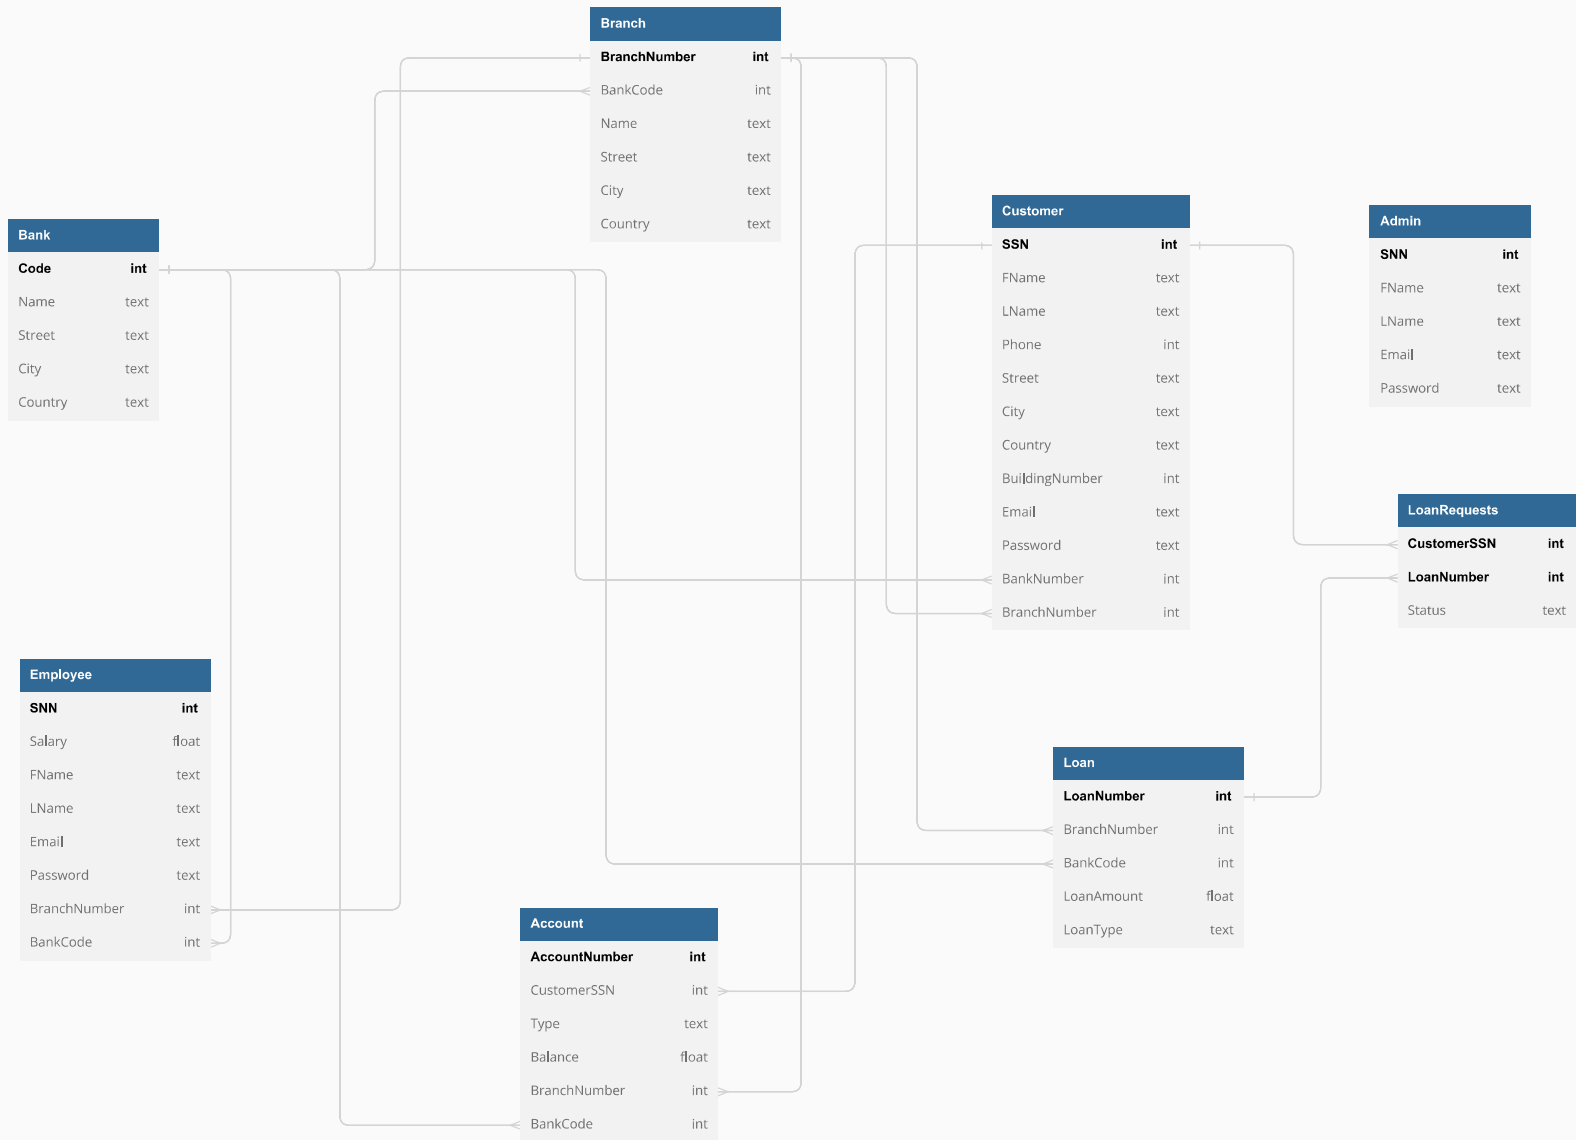 Branch
BranchNumber int
BankCode int
Name text
Street text
City text
Country text
Bank
Code int
Name text
Street text
City text
Country text
Customer
SSN int
FName text
LName text
Phone int
Street text
City text
Country text
BuildingNumber int
Email text
Password text
BankNumber int
BranchNumber int
Admin
SNN int
FName text
LName text
Email text
Password text
LoanRequests
CustomerSSN int
LoanNumber int
Status text
Employee
SNN int
Salary float
FName text
LName text
Email text
Password text
BranchNumber int
BankCode int
Loan
LoanNumber int
BranchNumber int
BankCode int
LoanAmount float
LoanType text
Account
AccountNumber int
CustomerSSN int
Type text
Balance float
BranchNumber int
BankCode int